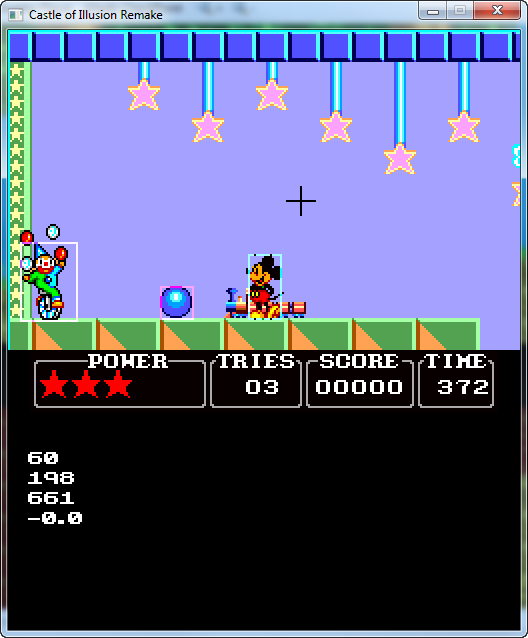 Castle of Illusion Remake
POWER TRIES SCORE TIME
03 00000 372
60
198
661
-0.0